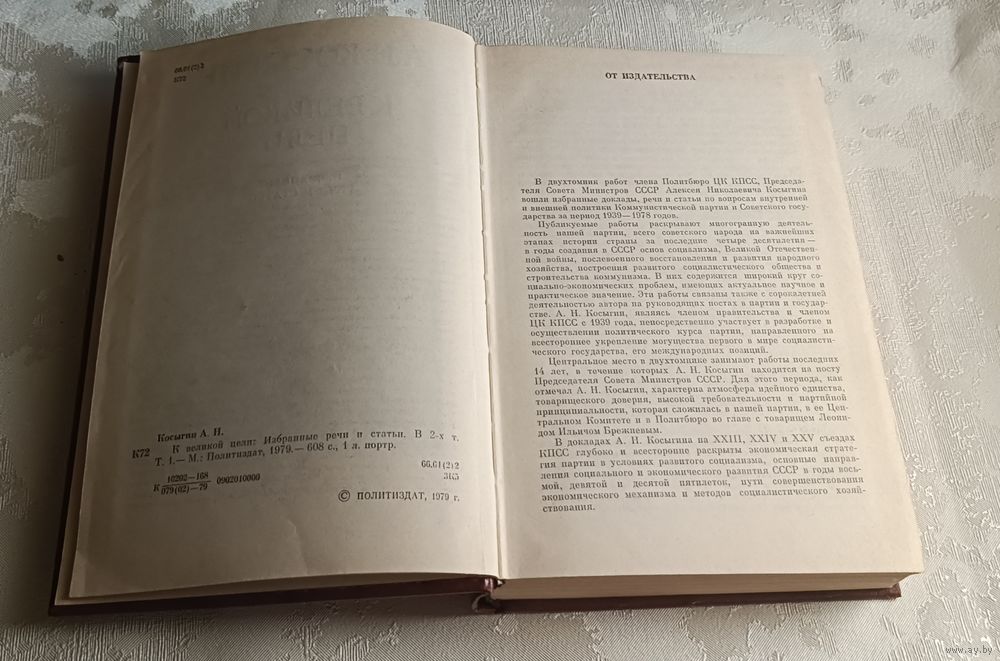 66.61(2)2
К72
Косыгин А. Н.
К72 К великой цели: Избранные речи и статьи. В 2-х т.
Т. 1.— М.: Политиздат, 1979.— 608 с., 1 л. портр.
66.61(2)2
3К5
К 10202—168
079(02)—79 0902010000
© ПОЛИТИЗДАТ, 1979 г.
ОТ ИЗДАТЕЛЬСТВА
В двухтомник работ члена Политбюро ЦК КПСС, Председа-
теля Совета Министров СССР Алексея Николаевича Косыгина
вошли избранные доклады, речи и статьи по вопросам внутренней
и внешней политики Коммунистической партии и Советского госу-
дарства за период 1939—1978 годов.
Публикуемые работы раскрывают многогранную деятель-
ность нашей партии, всего советского народа на важнейших
этапах истории страны за последние четыре десятилетия —
в годы создания в СССР основ социализма, Великой Отечествен-
ной войны, послевоенного восстановления и развития народного
хозяйства, построения развитого социалистического общества и
строительства коммунизма. В них содержится широкий круг со-
циально-экономических проблем, имеющих актуальное научное и
практическое значение. Эти работы связаны также с сорокалетней
деятельностью автора на руководящих постах в партии и государ-
стве. А. Н. Косыгин, являясь членом правительства и членом
ЦК КПСС с 1939 года, непосредственно участвует в разработке и
осуществлении политического курса партии, направленного на
всестороннее укрепление могущества первого в мире социалисти-
ческого государства, его международных позиций.
Центральное место в двухтомнике занимают работы последних
14 лет, в течение которых А. Н. Косыгин находится на посту
Председателя Совета Министров СССР. Для этого периода, как
отмечал А. Н. Косыгин, характерна атмосфера идейного единства,
товарищеского доверия, высокой требовательности и партийной
принципиальности, которая сложилась в нашей партии, в ее Цен-
тральном Комитете и в Политбюро во главе с товарищем Леони-
дом Ильичом Брежневым.
В докладах А. Н. Косыгина на XXIII, XXIV и XXV съездах
КПСС глубоко и всесторонне раскрыты экономическая страте-
гия партии в условиях развитого социализма, основные направ-
ления социального и экономического развития СССР в годы вось-
мой, девятой и десятой пятилеток, пути совершенствования
экономического механизма и методов социалистического хозяй-
ствования.
www.ay.by